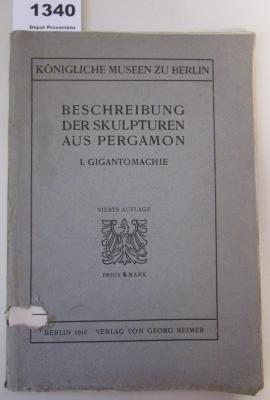 1340
Depot Provenienz
KÖNIGLICHE MUSEEN ZU BERLIN
BESCHREIBUNG
DER SKULPTUREN
AUS PERGAMON
I. GIGANTOMACHIE
VIERTE AUFLAGE
PREIS MARK
BERLIN 1910 VERLAG VON GEORG REIMER